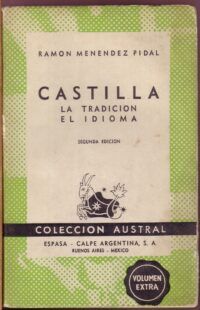 RAMON MENENDEZ PIDAL
CASTILLA
LA TRADICION
EL IDIOMA
SEGUNDA EDICION
COLECCION AUSTRAL
ESPASA - CALPE ARGENTINA, S. A.
BUENOS AIRES - MEXICO
VOLUMEN
EXTRA